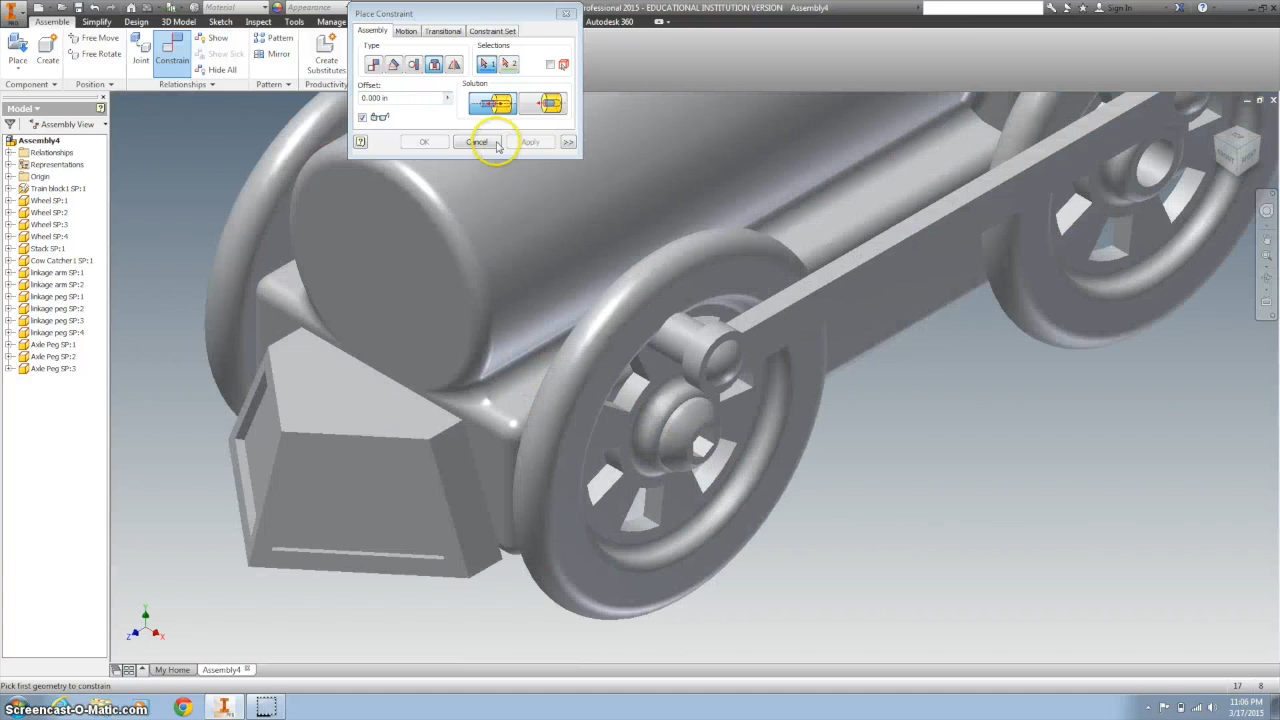 Material
Appearance
Professional 2015 - EDUCATIONAL INSTITUTION VERSION Assembly4
Sign In
PRO
Assemble Simplify Design 3D Model Sketch Inspect Tools
Autodesk 360
Place
Create
Free Move
Free Rotate
Component
Position
Joint
Constrain
Show
Show Sick
Hide All
Relationships
Pattern
Mirror
Pattern
Create
Substitutes
Productivity
Place Constraint
Assembly Motion Transitional Constraint Set
Type
Selections
1 2
Offset:
0.000 in
Solution
OK Cancel Apply >>
Model
Assembly View
Assembly4
Relationships
Representations
Origin
Train block1 SP:1
Wheel SP:1
Wheel SP:2
Wheel SP:3
Wheel SP:4
Stack SP:1
Cow Catcher1 SP:1
linkage arm SP:1
linkage arm SP:2
linkage peg SP:1
linkage peg SP:2
linkage peg SP:3
linkage peg SP:4
Axle Peg SP:1
Axle Peg SP:2
Axle Peg SP:3
Y
Z
X
My Home
Assembly4
Pick first geometry to constrain
17 8
Screencast-O-Matic.com
11:06 PM
3/17/2015